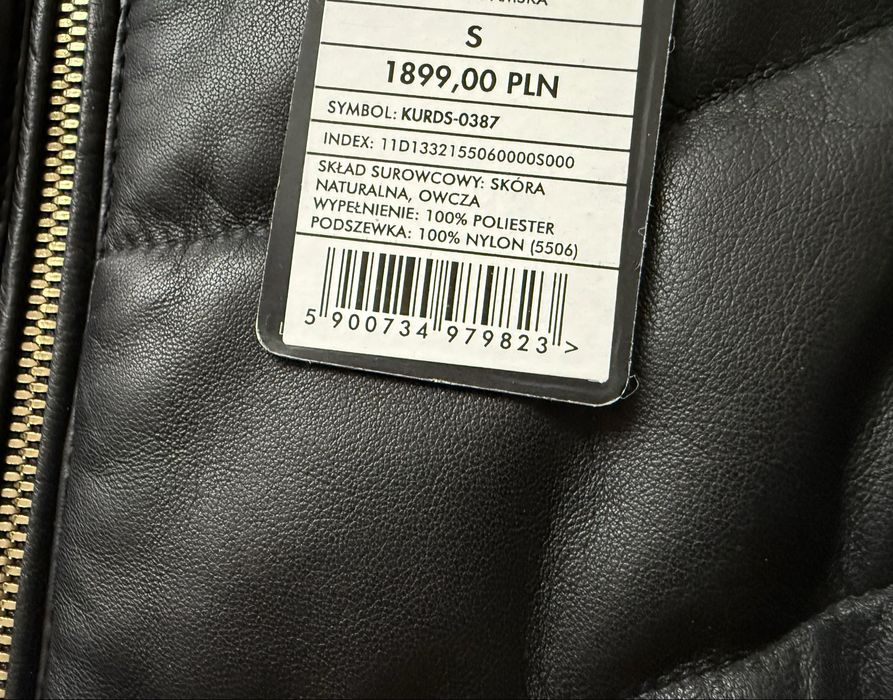 S
1899,00 PLN
SYMBOL: KURDS-0387
INDEX: 11D1332155060000S000
SKŁAD SUROWCOWY: SKÓRA
NATURALNA, OWCZA
WYPEŁNIENIE: 100% POLIESTER
PODSZEWKA: 100% NYLON (5506)
5 900734 979823 >